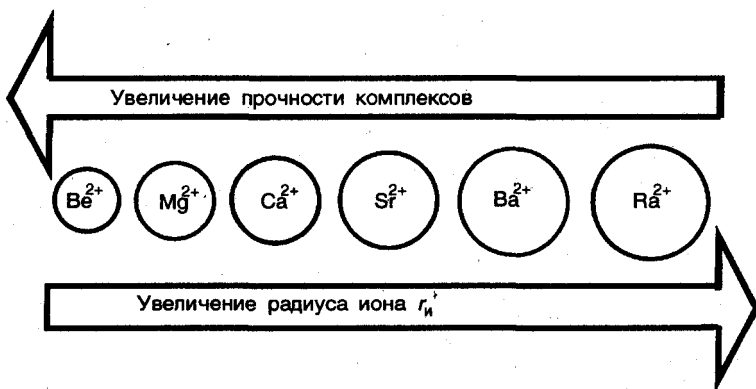 Увеличение прочности комплексов
Be2+ Mg2+ Ca2+ Sr2+ Ba2+ Ra2+
Увеличение радиуса иона rи